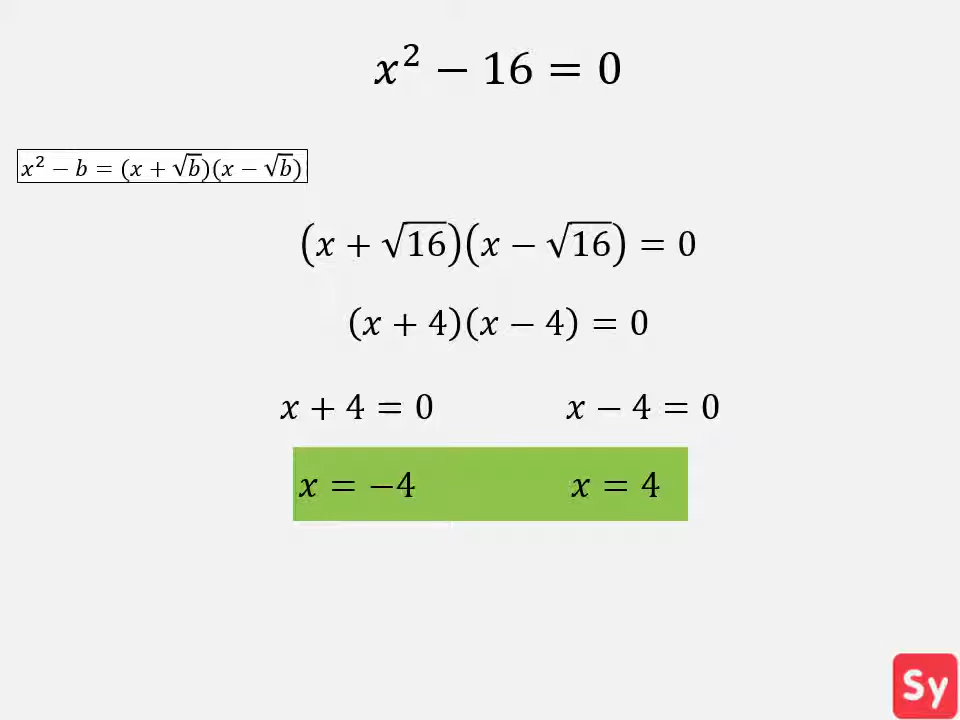 x² − 16 = 0
x² − b = (x + √b)(x − √b)
(x + √16)(x − √16) = 0
(x + 4)(x − 4) = 0
x + 4 = 0 x − 4 = 0
x = −4 x = 4
Sy